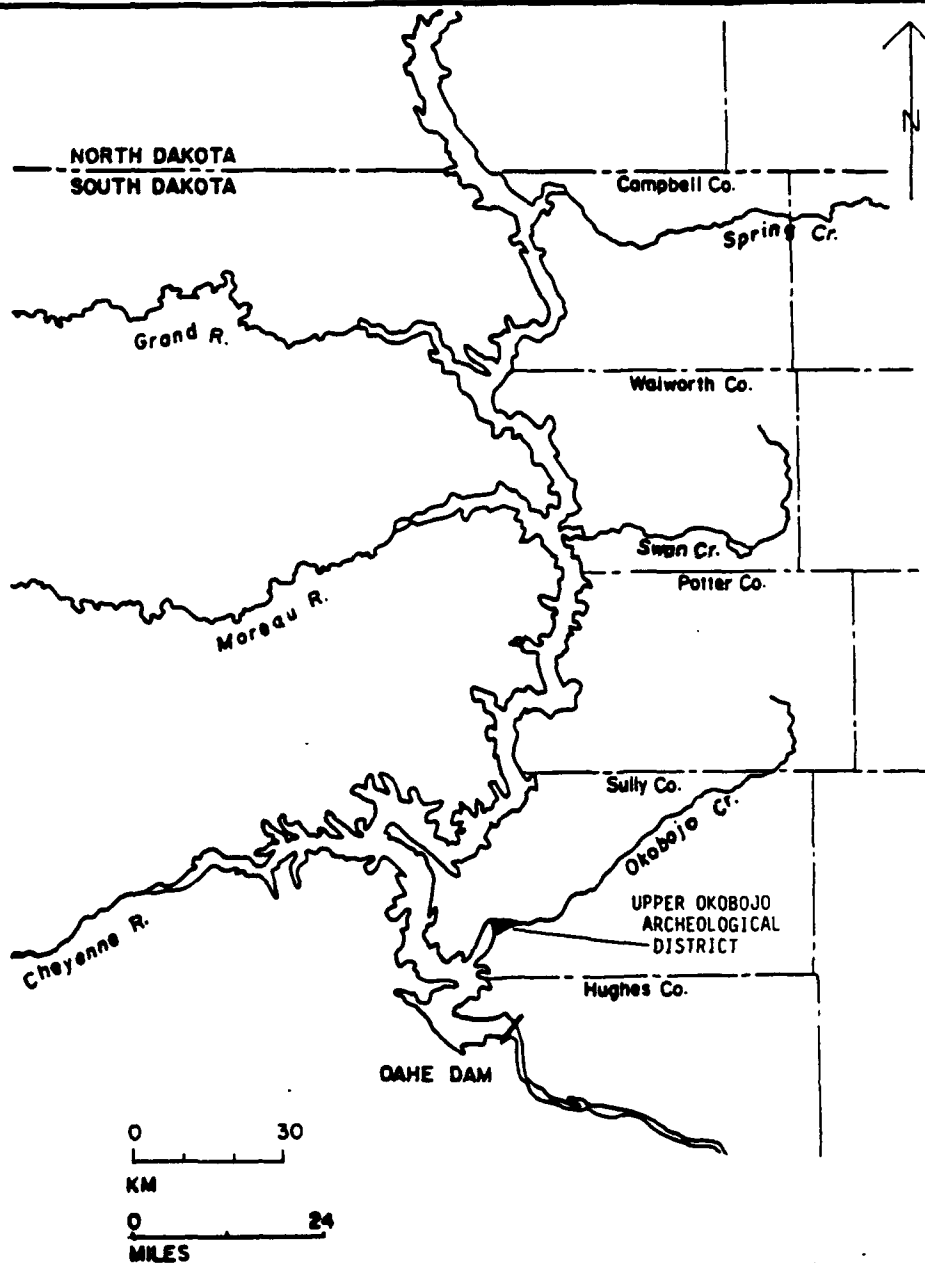 N
NORTH DAKOTA
SOUTH DAKOTA
Campbell Co.
Spring Cr.
Grand R.
Walworth Co.
Swan Cr.
Potter Co.
Moreau R.
Sully Co.
Okobojo Cr.
UPPER OKOBOJO
ARCHEOLOGICAL
DISTRICT
Cheyenne R.
Hughes Co.
OAHE DAM
0 30
KM
0 24
MILES